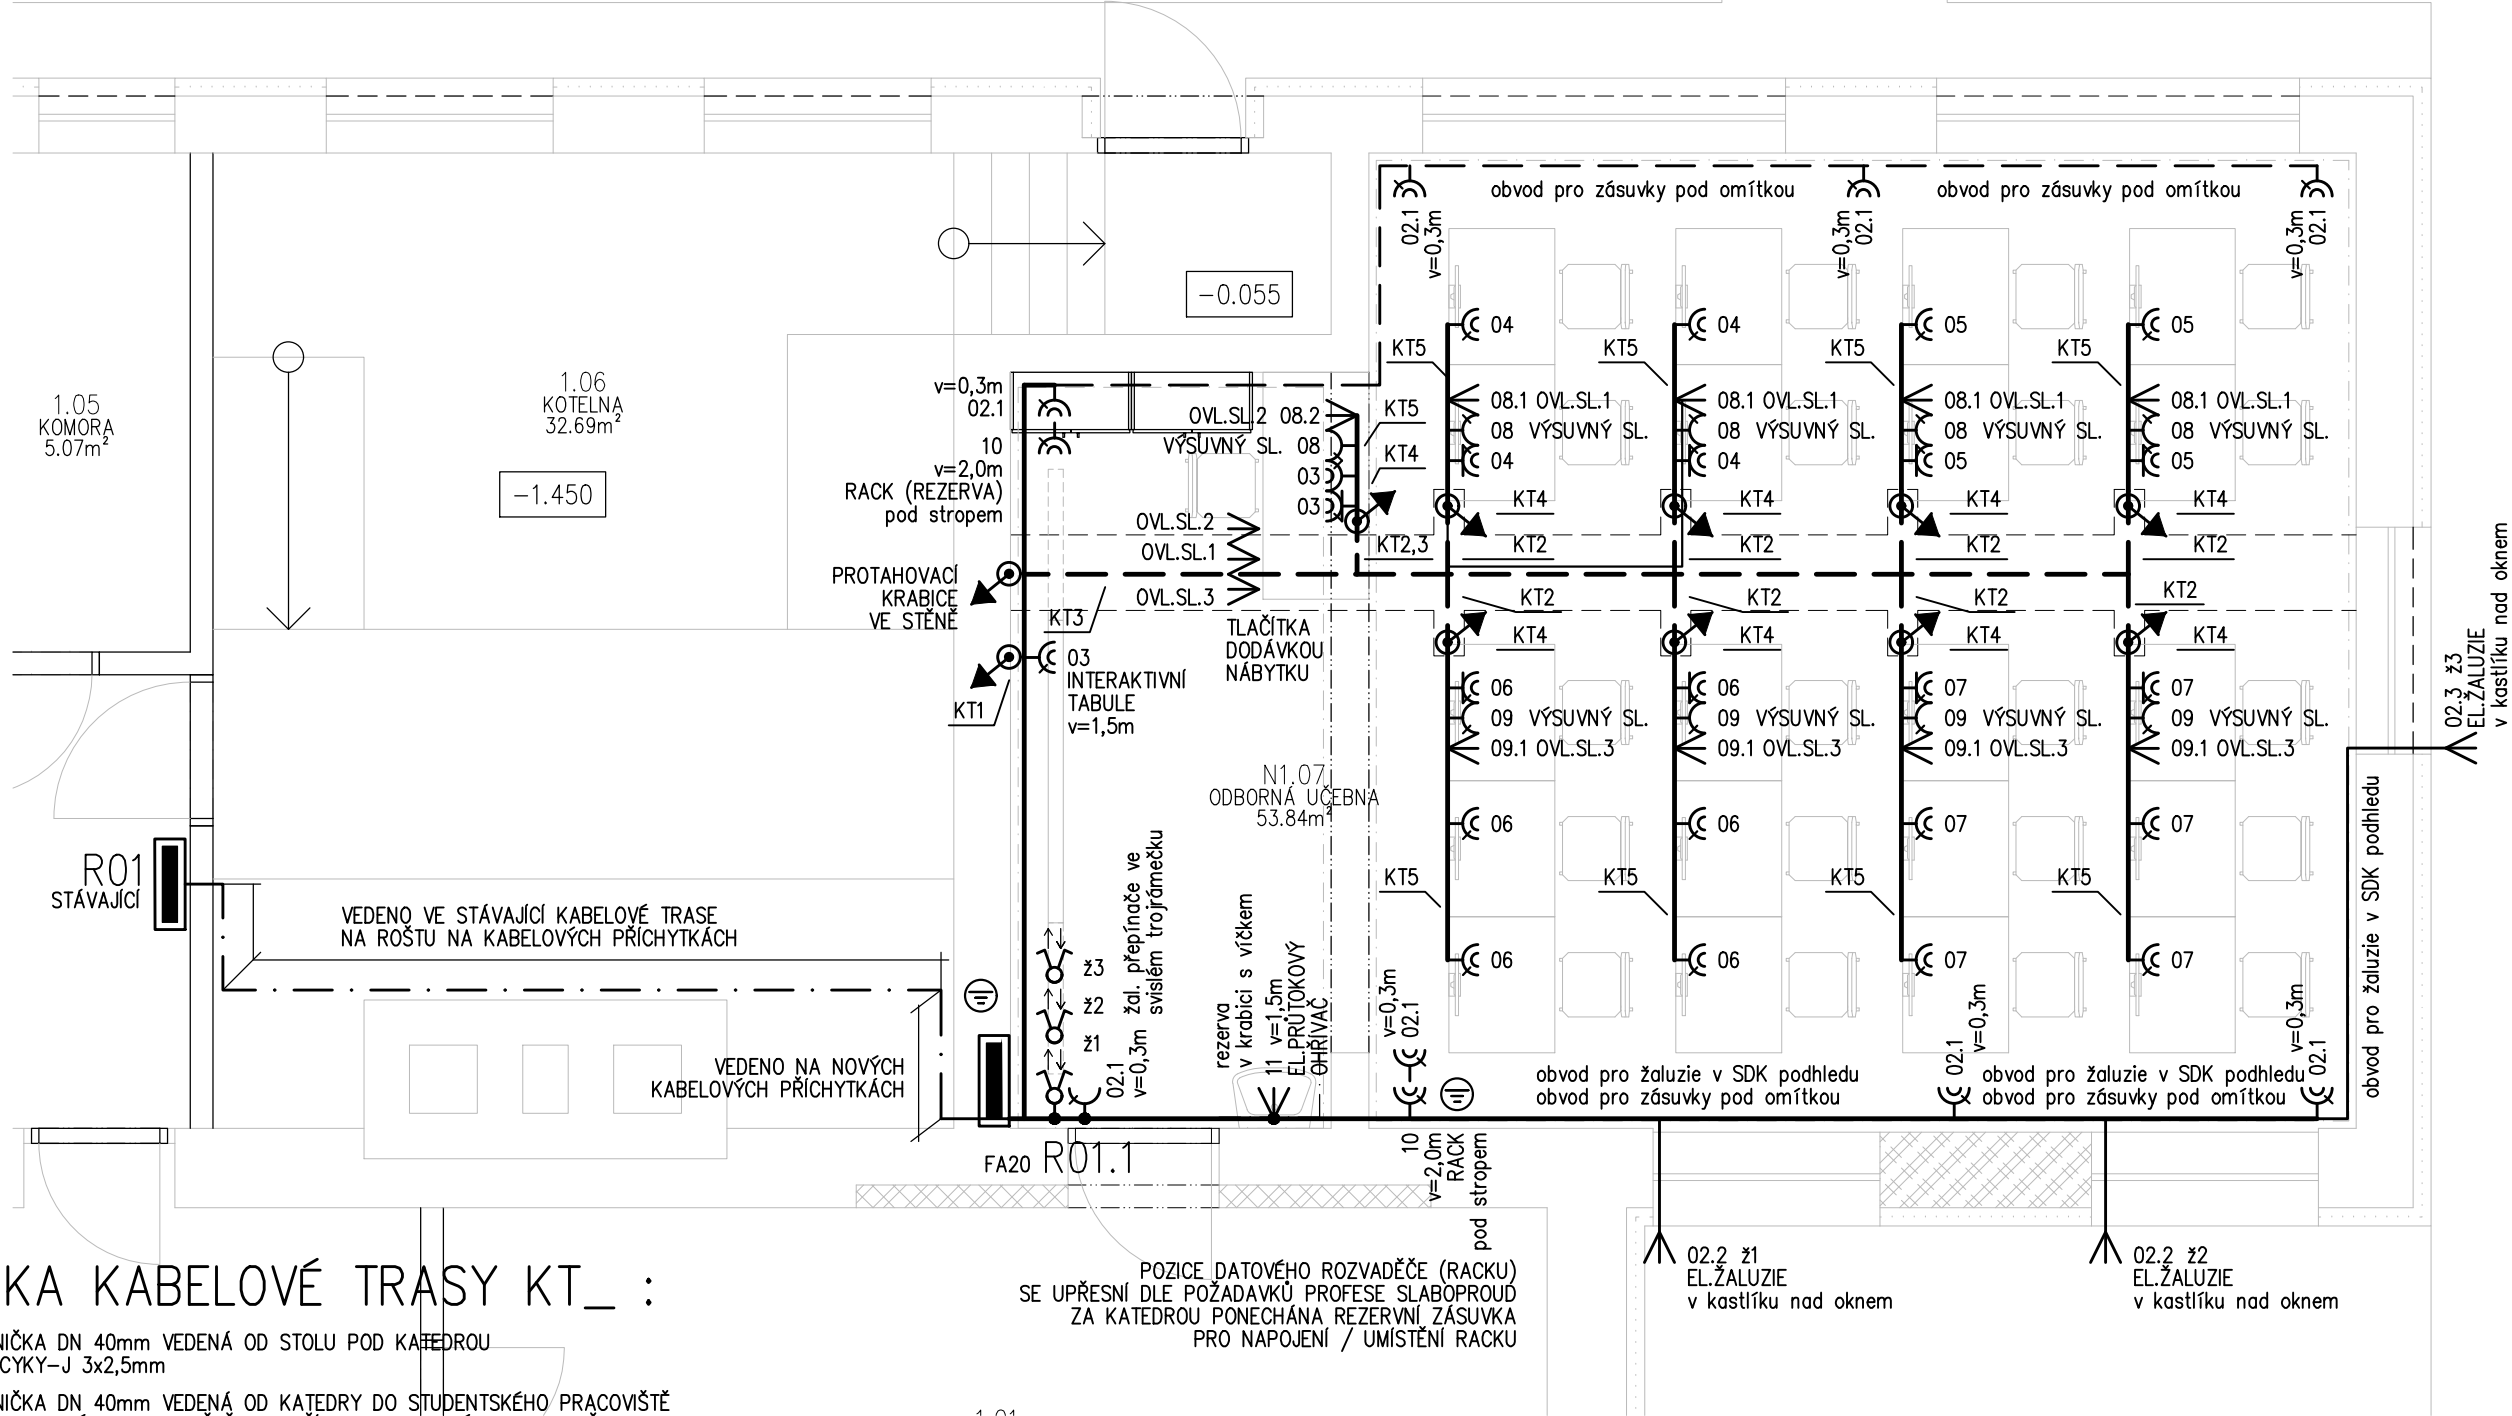 obvod pro zásuvky pod omítkou
obvod pro zásuvky pod omítkou
02.1
v=0,3m
v=0,3m
02.1
v=0,3m
02.1
-0.055
04
04
05
05
KT5
KT5
KT5
KT5
1.05
KOMORA
5.07m²
1.06
KOTELNA
32.69m²
-1.450
v=0,3m
02.1
10
v=2,0m
RACK (REZERVA)
pod stropem
OVL.SL.2 08.2
VÝSUVNÝ SL. 08
03
03
KT5
KT4
08.1 OVL.SL.1
08.1 OVL.SL.1
08.1 OVL.SL.1
08.1 OVL.SL.1
08 VÝSUVNÝ SL.
08 VÝSUVNÝ SL.
08 VÝSUVNÝ SL.
08 VÝSUVNÝ SL.
04
04
05
05
KT4
KT4
KT4
KT4
OVL.SL.2
OVL.SL.1
OVL.SL.3
KT2,3
KT2
KT2
KT2
KT2
PROTAHOVACÍ
KRABICE
VE STĚNĚ
KT3
KT2
KT2
KT2
KT2
TLAČÍTKA
DODÁVKOU
NÁBYTKU
KT4
KT4
KT4
KT4
03
INTERAKTIVNÍ
TABULE
v=1,5m
KT1
06
06
07
07
09 VÝSUVNÝ SL.
09 VÝSUVNÝ SL.
09 VÝSUVNÝ SL.
09 VÝSUVNÝ SL.
09.1 OVL.SL.3
09.1 OVL.SL.3
09.1 OVL.SL.3
09.1 OVL.SL.3
02.3 ž3
EL.ŽALUZIE
v kastlíku nad oknem
N1.07
ODBORNÁ UČEBNA
53.84m²
06
06
07
07
KT5
KT5
KT5
KT5
06
06
07
07
obvod pro žaluzie v SDK podhledu
R01
STÁVAJÍCÍ
VEDENO VE STÁVAJÍCÍ KABELOVÉ TRASE
NA ROŠTU NA KABELOVÝCH PŘÍCHYTKÁCH
VEDENO NA NOVÝCH
KABELOVÝCH PŘÍCHYTKÁCH
ž3
ž2
ž1
žal. přepínače ve
svislém trojrámečku
02.1
v=0,3m
rezerva
v krabici s víčkem
11 v=1,5m
EL.PRŮTOKOVÝ
OHŘÍVAČ
v=0,3m
02.1
02.1
v=0,3m
v=0,3m
02.1
obvod pro žaluzie v SDK podhledu
obvod pro zásuvky pod omítkou
obvod pro žaluzie v SDK podhledu
obvod pro zásuvky pod omítkou
FA20 R01.1
10
v=2,0m
RACK
pod stropem
02.2 ž1
EL.ŽALUZIE
v kastlíku nad oknem
02.2 ž2
EL.ŽALUZIE
v kastlíku nad oknem
POZICE DATOVÉHO ROZVADĚČE (RACKU)
SE UPŘESNÍ DLE POŽADAVKŮ PROFESE SLABOPROUD
ZA KATEDROU PONECHÁNA REZERVNÍ ZÁSUVKA
PRO NAPOJENÍ / UMÍSTĚNÍ RACKU
KA KABELOVÉ TRASY KT_ :
NIČKA DN 40mm VEDENÁ OD STOLU POD KATEDROU
CYKY-J 3x2,5mm
NIČKA DN 40mm VEDENÁ OD KATEDRY DO STUDENTSKÉHO PRACOVIŠTĚ